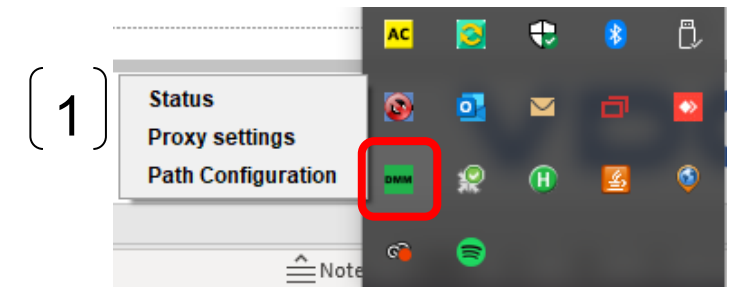 AC
1
Status
Proxy settings
Path Configuration
DMM
H
Note